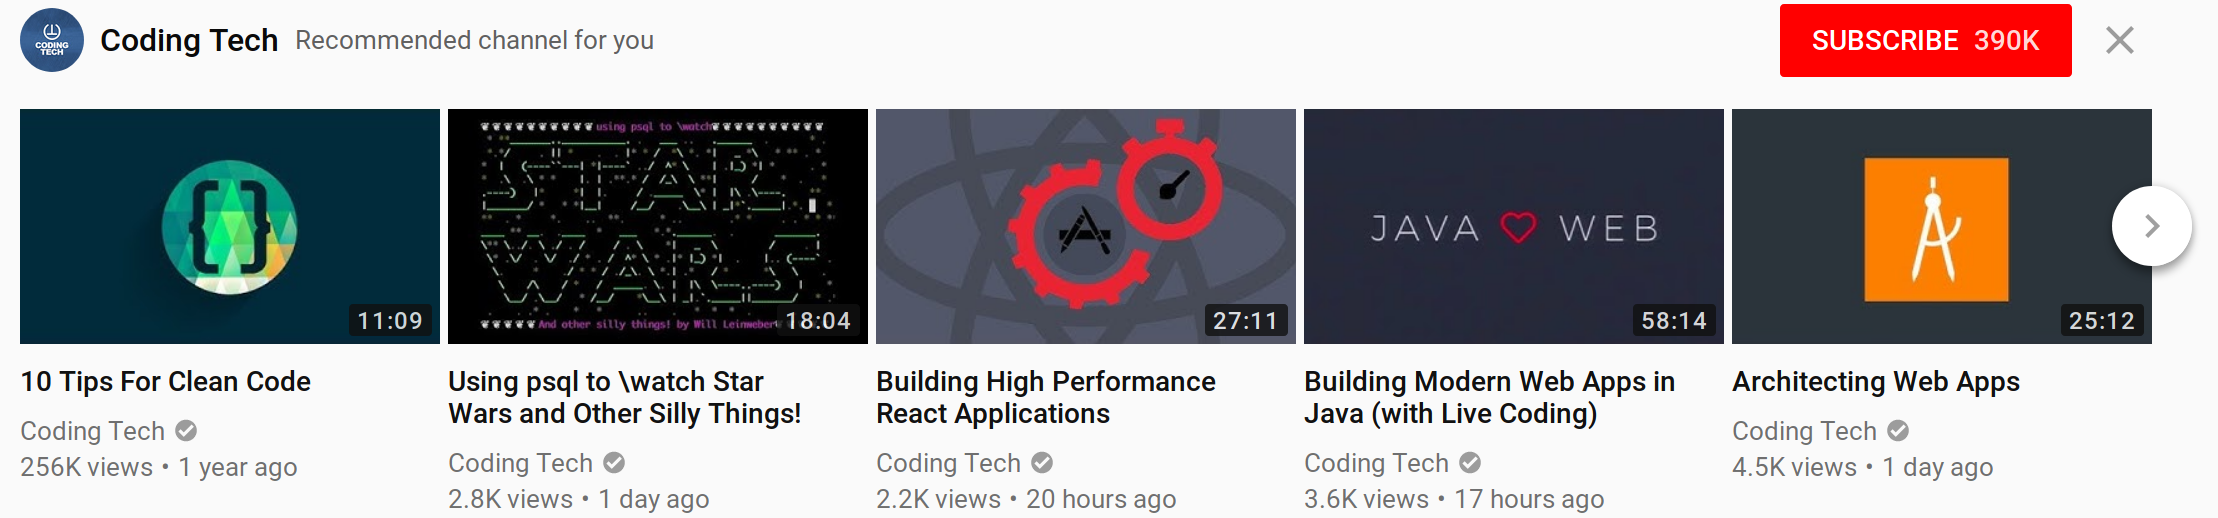 CODING
TECH
Coding Tech Recommended channel for you
SUBSCRIBE 390K
11:09
using psql to \watch
STAR
WARS
And other silly things! by Will Leinweber
18:04
27:11
JAVA WEB
58:14
25:12
10 Tips For Clean Code
Coding Tech
256K views • 1 year ago
Using psql to \watch Star
Wars and Other Silly Things!
Coding Tech
2.8K views • 1 day ago
Building High Performance
React Applications
Coding Tech
2.2K views • 20 hours ago
Building Modern Web Apps in
Java (with Live Coding)
Coding Tech
3.6K views • 17 hours ago
Architecting Web Apps
Coding Tech
4.5K views • 1 day ago